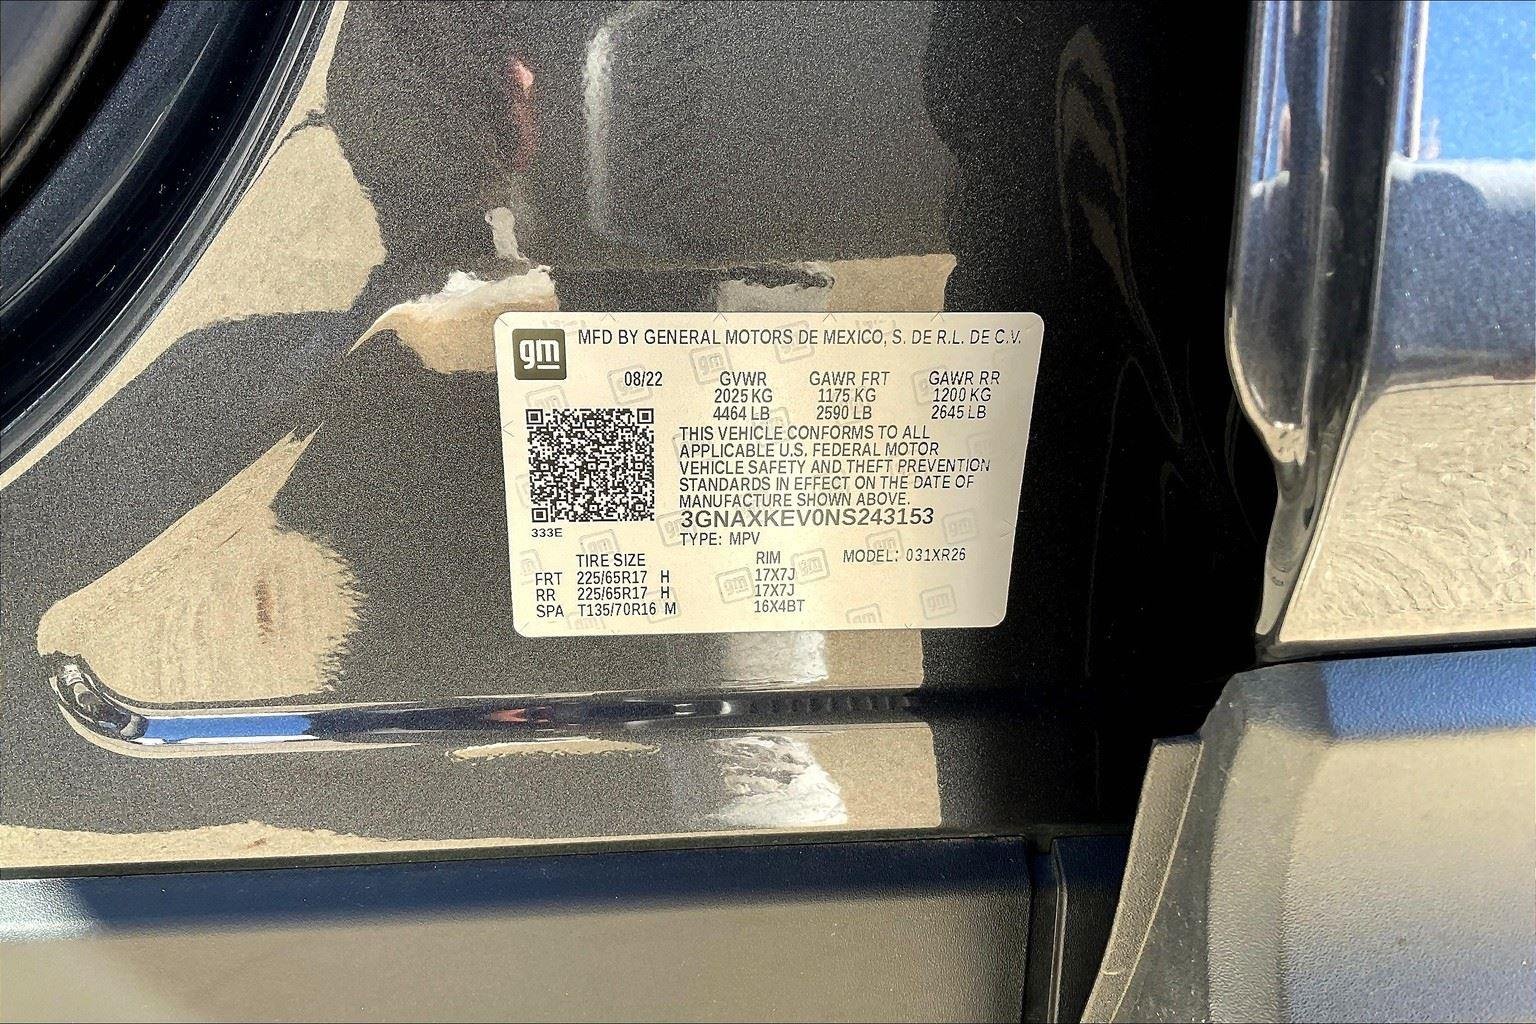 gm
MFD BY GENERAL MOTORS DE MEXICO, S. DE R.L. DE C.V.
08/22 GVWR GAWR FRT GAWR RR
2025 KG 1175 KG 1200 KG
4464 LB 2590 LB 2645 LB
THIS VEHICLE CONFORMS TO ALL
APPLICABLE U.S. FEDERAL MOTOR
VEHICLE SAFETY AND THEFT PREVENTION
STANDARDS IN EFFECT ON THE DATE OF
MANUFACTURE SHOWN ABOVE.
3GNAXKEV0NS243153
333E
TYPE: MPV
TIRE SIZE RIM MODEL: 031XR26
FRT 225/65R17 H 17X7J
RR 225/65R17 H 17X7J
SPA T135/70R16 M 16X4BT